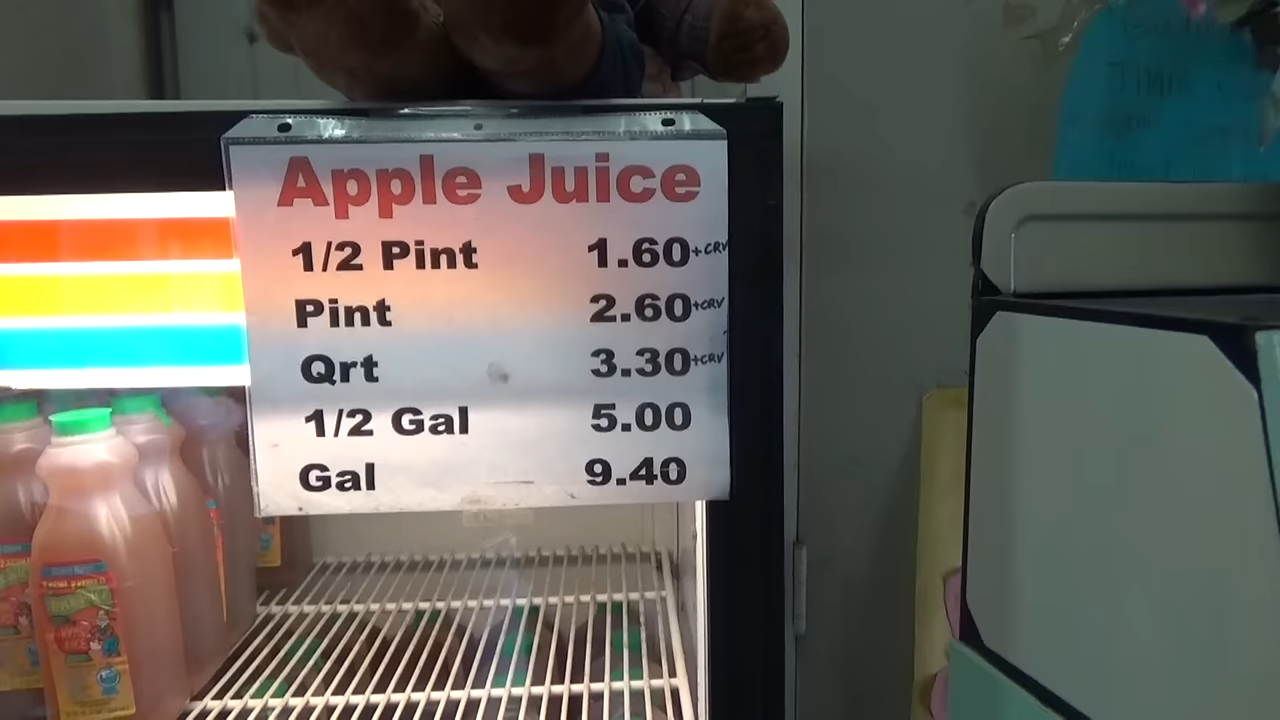 Apple Juice
1/2 Pint 1.60 +CRV
Pint 2.60 +CRV
Qrt 3.30 +CRV
1/2 Gal 5.00
Gal 9.40